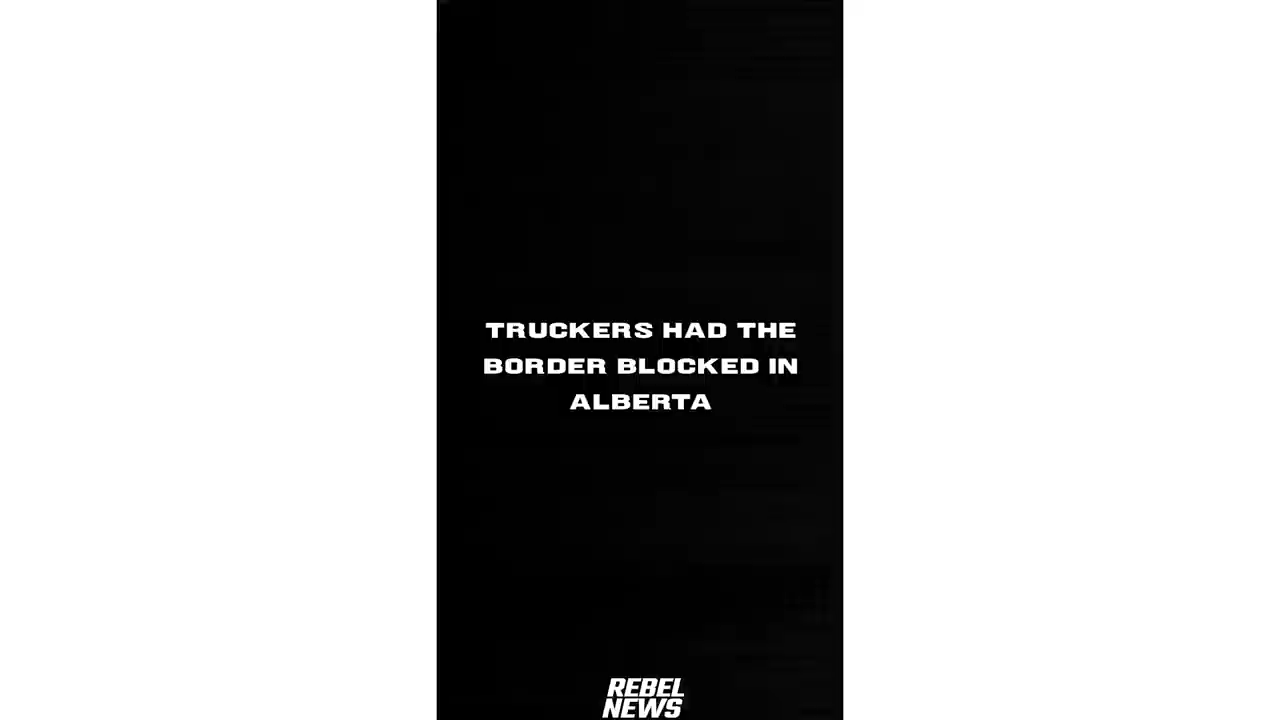 TRUCKERS HAD THE
BORDER BLOCKED IN
ALBERTA
REBEL
NEWS